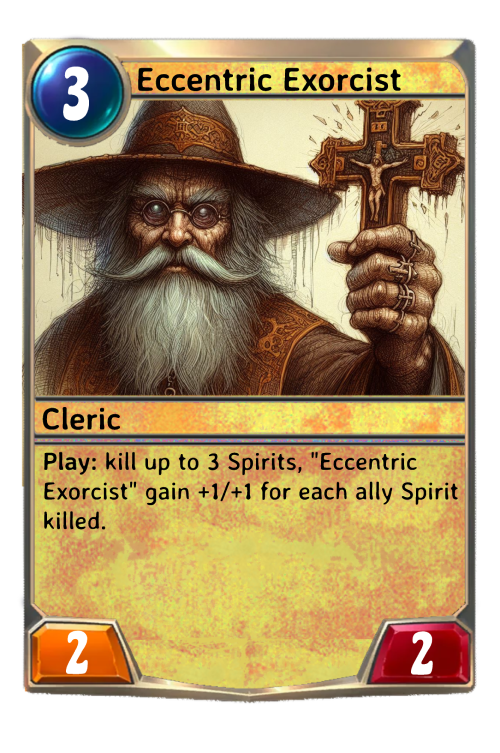 3
Eccentric Exorcist
Cleric
Play: kill up to 3 Spirits, "Eccentric
Exorcist" gain +1/+1 for each ally Spirit
killed.
2
2